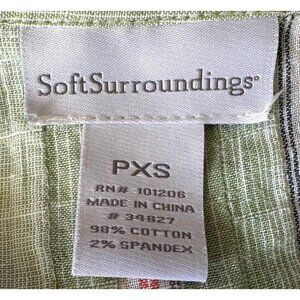 SoftSurroundings®
PXS
RN# 101206
MADE IN CHINA
# 34827
98% COTTON
2% SPANDEX